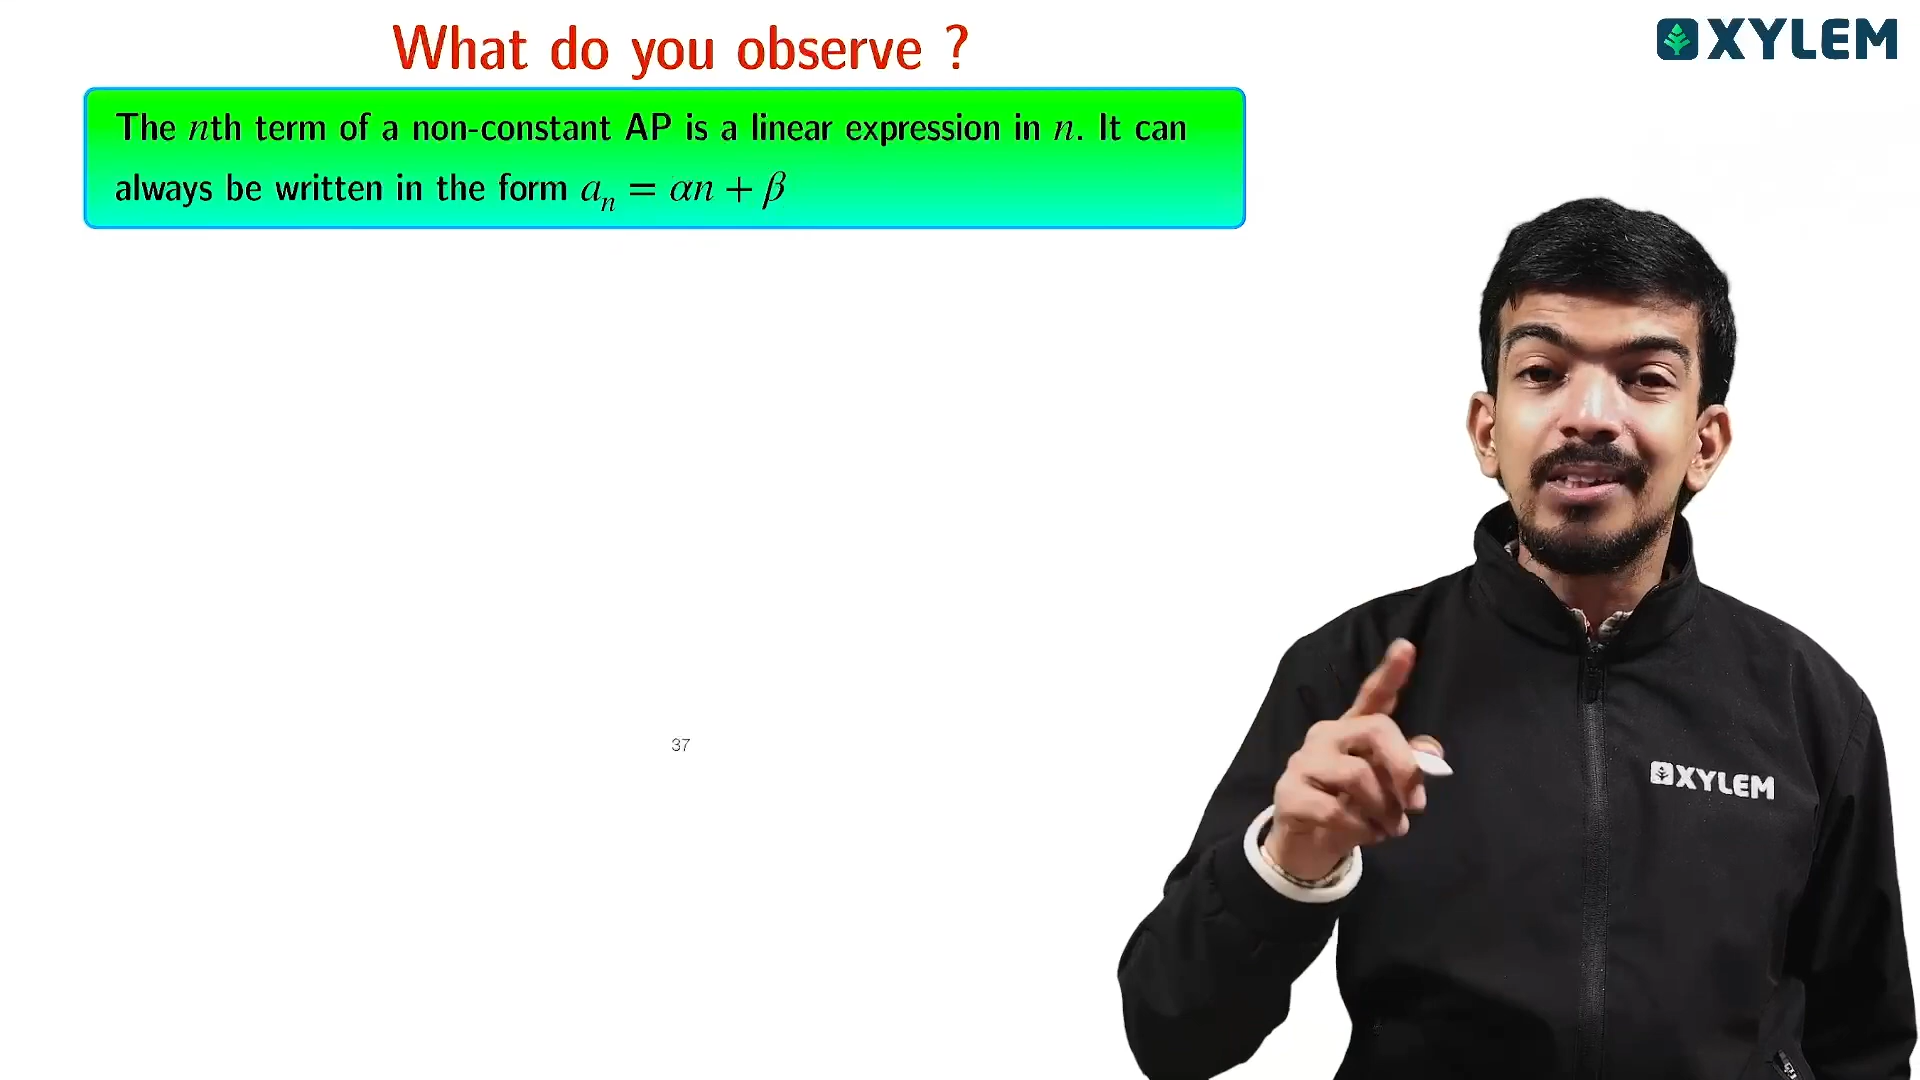 What do you observe ?
XYLEM
The nth term of a non-constant AP is a linear expression in n. It can
always be written in the form aₙ = αn + β
37
XYLEM